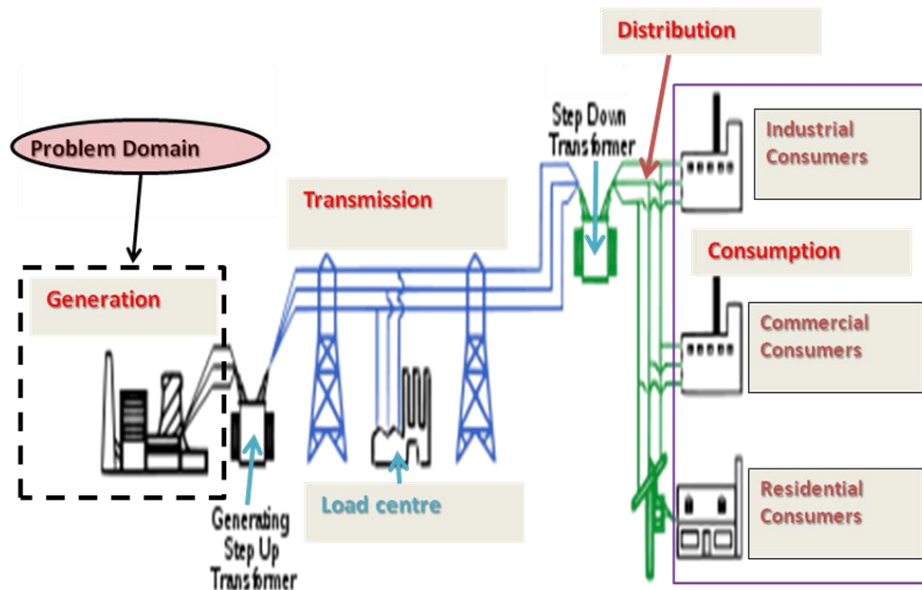 Distribution
Step Down
Transformer
Industrial
Consumers
Problem Domain
Transmission
Consumption
Generation
Commercial
Consumers
Load centre
Residential
Consumers
Generating
Step Up
Transformer